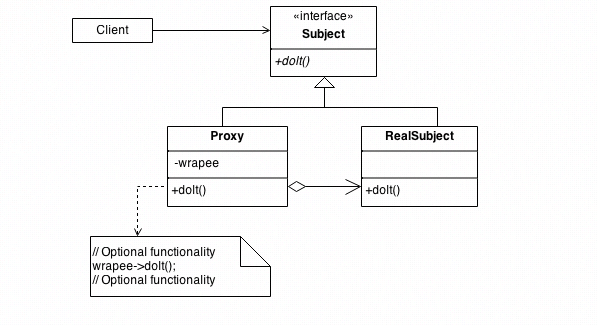 Client
«interface»
Subject
+doIt()
Proxy
-wrapee
+doIt()
RealSubject
+doIt()
// Optional functionality
wrapee->doIt();
// Optional functionality